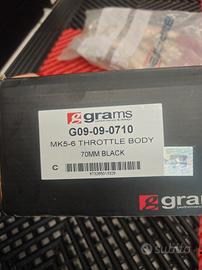 grams
G09-09-0710
MK5-6 THROTTLE BODY
70MM BLACK
C
grams
Subito